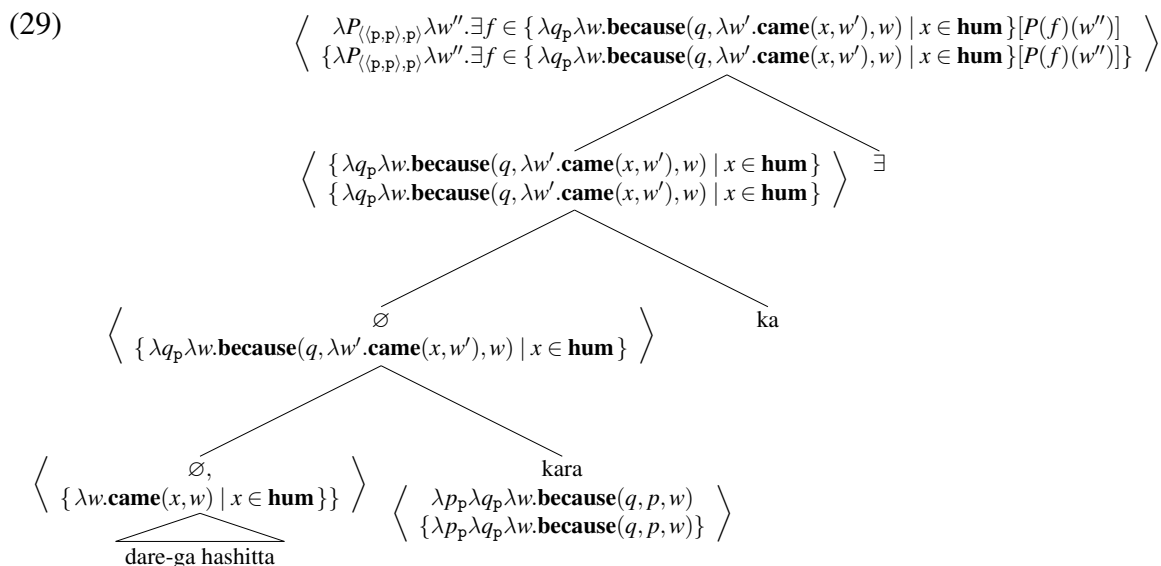 (29)
⟨ λP⟨⟨p,p⟩,p⟩λw″.∃f ∈ { λqₚλw.because(q, λw′.came(x, w′), w) | x ∈ hum }[P(f)(w″)]
{λP⟨⟨p,p⟩,p⟩λw″.∃f ∈ { λqₚλw.because(q, λw′.came(x, w′), w) | x ∈ hum }[P(f)(w″)]} ⟩
⟨ { λqₚλw.because(q, λw′.came(x, w′), w) | x ∈ hum }
{ λqₚλw.because(q, λw′.came(x, w′), w) | x ∈ hum } ⟩ ∃
⟨ ∅
{ λqₚλw.because(q, λw′.came(x, w′), w) | x ∈ hum } ⟩
ka
⟨ ∅,
{ λw.came(x, w) | x ∈ hum }} ⟩
dare-ga hashitta
kara
⟨ λpₚλqₚλw.because(q, p, w)
{λpₚλqₚλw.because(q, p, w)} ⟩